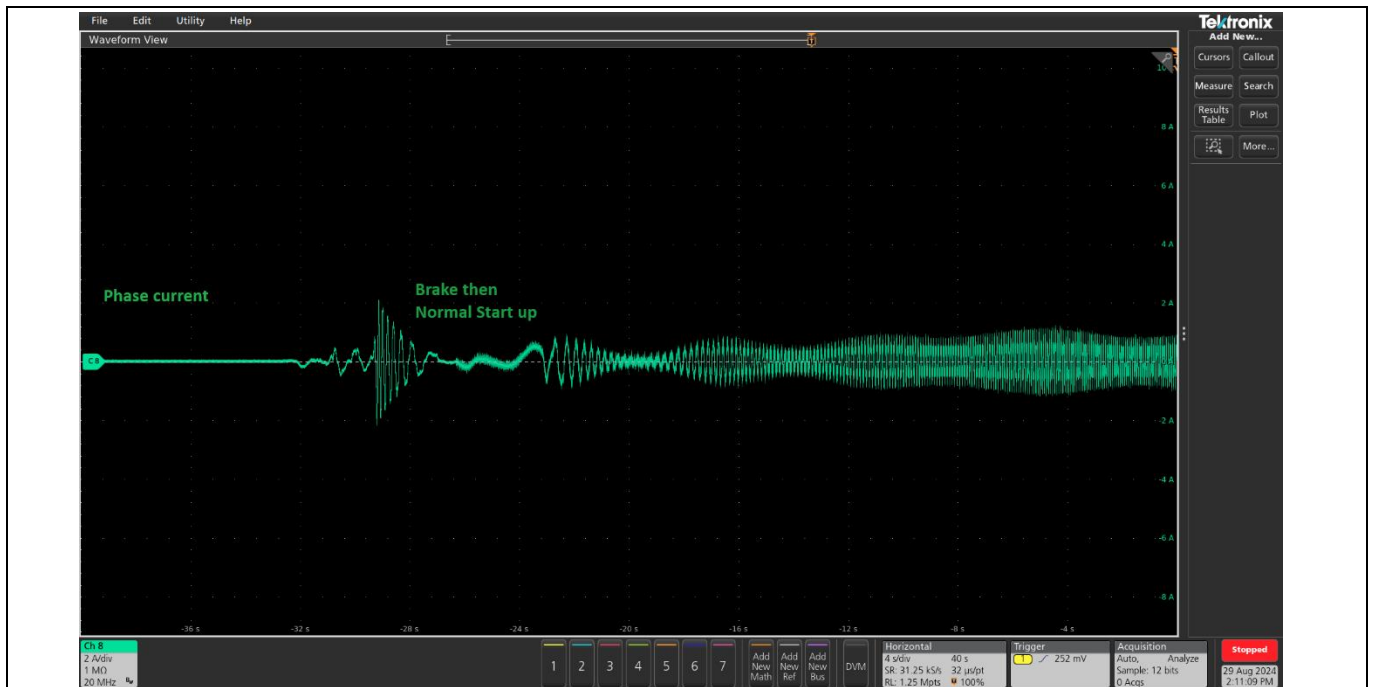 File Edit Utility Help
Tektronix
Waveform View
Add New...
Cursors Callout
Measure Search
Results Table Plot
More...
8 A
6 A
4 A
2 A
Phase current
Brake then
Normal Start up
C 8
-2 A
-4 A
-6 A
-8 A
-36 s -32 s -28 s -24 s -20 s -16 s -12 s -8 s -4 s
Ch 8
2 A/div
1 MΩ
20 MHz
1 2 3 4 5 6 7
Add New Math
Add New Ref
Add New Bus
DVM
Horizontal
4 s/div 40 s
SR: 31.25 kS/s 32 µs/pt
RL: 1.25 Mpts 100%
Trigger
1 252 mV
Acquisition
Auto, Analyze
Sample: 12 bits
0 Acqs
Stopped
29 Aug 2024
2:11:09 PM